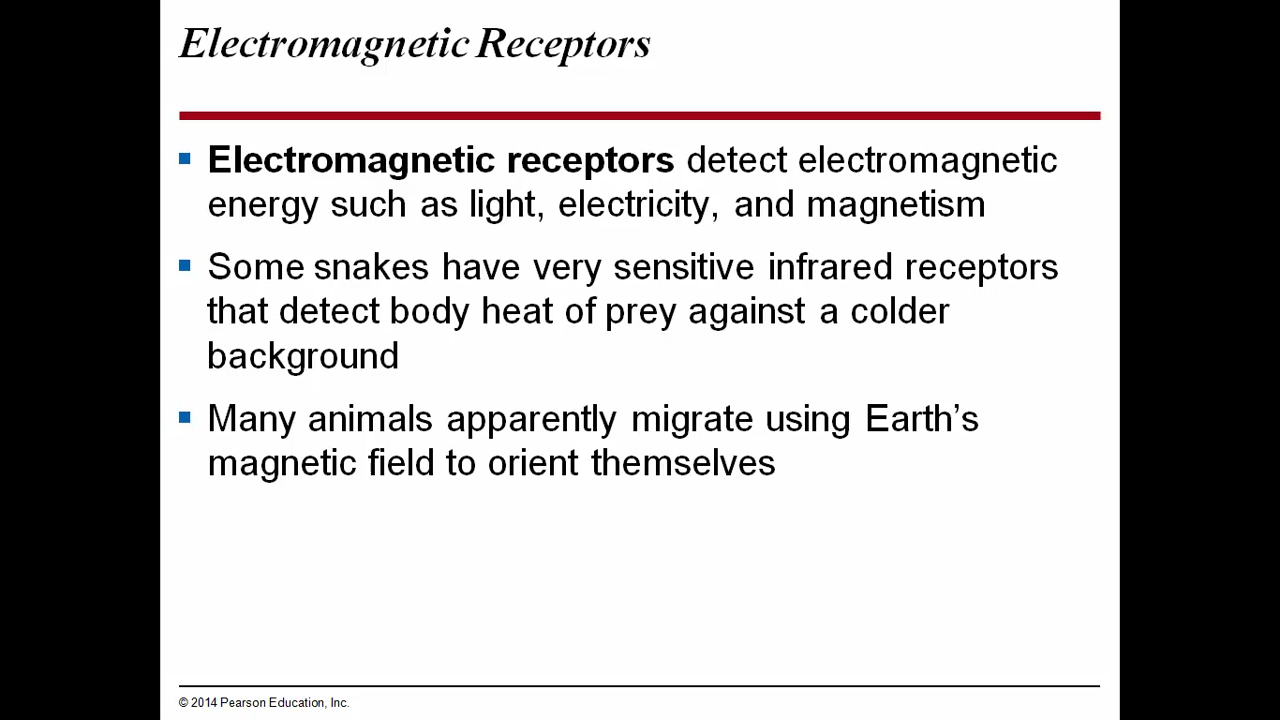 Electromagnetic Receptors
Electromagnetic receptors detect electromagnetic
energy such as light, electricity, and magnetism
Some snakes have very sensitive infrared receptors
that detect body heat of prey against a colder
background
Many animals apparently migrate using Earth’s
magnetic field to orient themselves
© 2014 Pearson Education, Inc.